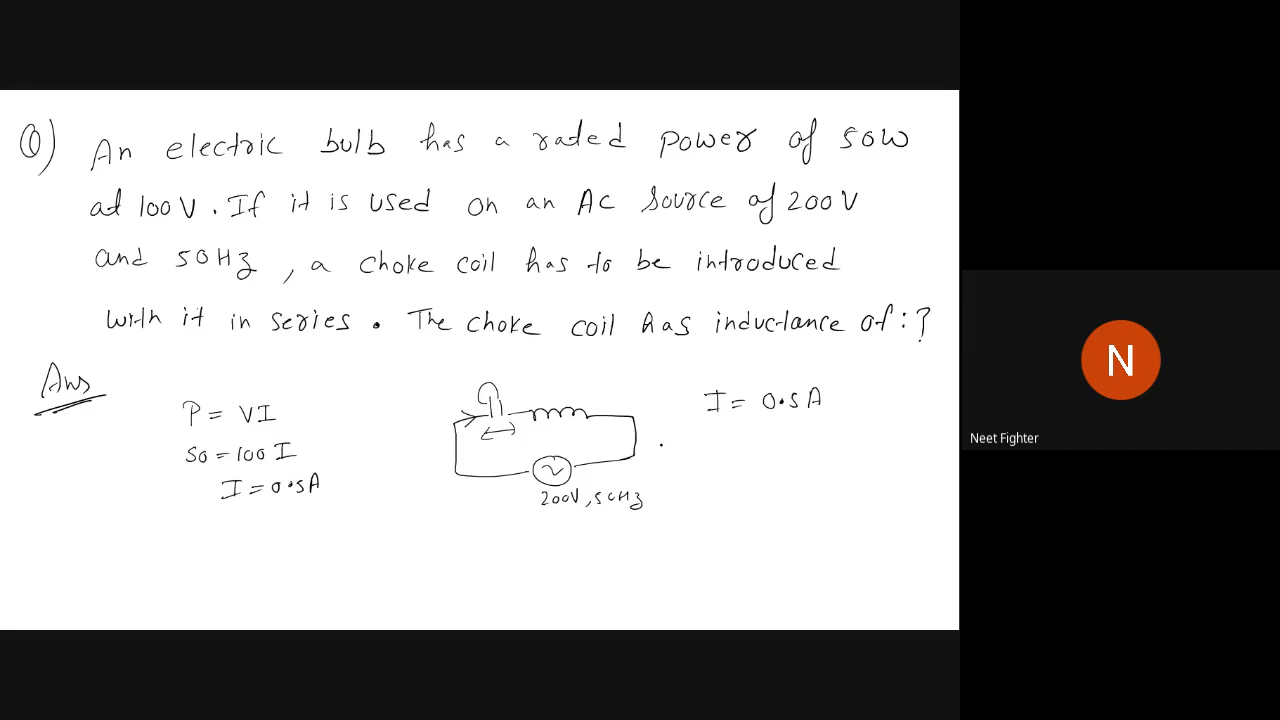 Q) An electric bulb has a rated power of 50W
at 100V. If it is used on an AC source of 200V
and 50Hz, a choke coil has to be introduced
with it in series. The choke coil has inductance of:?
Ans
P = VI
50 = 100 I
I = 0.5A
200V, 50Hz
I = 0.5A
N
Neet Fighter